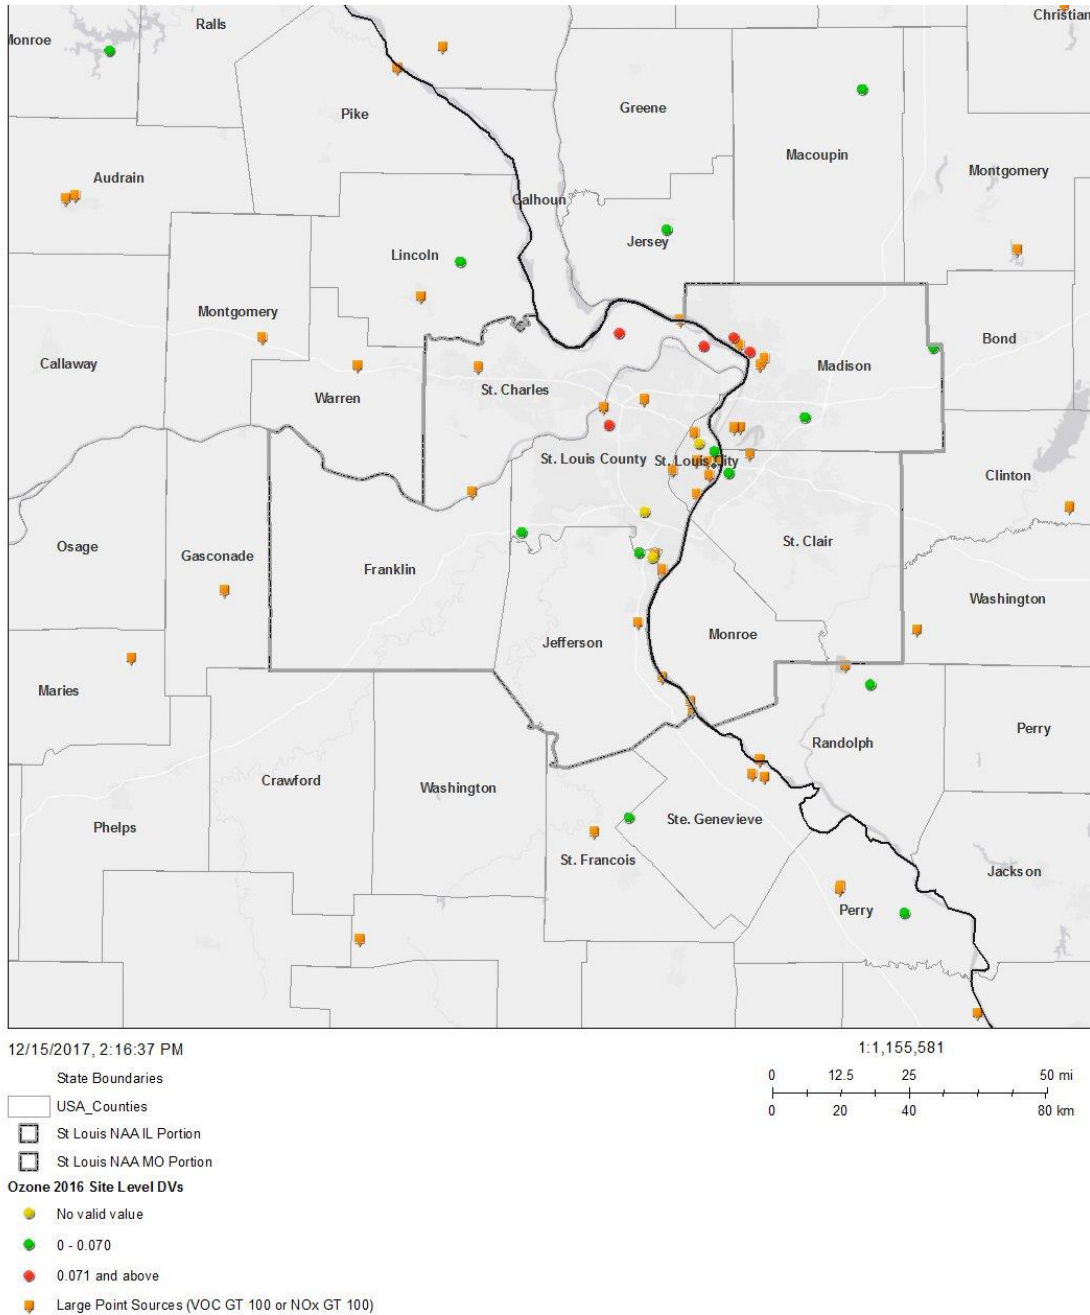 Christian
Ralls
Monroe
Greene
Pike
Macoupin
Montgomery
Audrain
Calhoun
Jersey
Lincoln
Montgomery
Bond
Callaway
Madison
St. Charles
Warren
St. Louis County
St. Louis City
Clinton
St. Clair
Osage
Gasconade
Franklin
Washington
Monroe
Jefferson
Maries
Perry
Randolph
Crawford
Washington
Ste. Genevieve
Phelps
St. Francois
Jackson
Perry
12/15/2017, 2:16:37 PM
1:1,155,581
0 12.5 25 50 mi
0 20 40 80 km
State Boundaries
USA_Counties
St Louis NAA IL Portion
St Louis NAA MO Portion
Ozone 2016 Site Level DVs
No valid value
0 - 0.070
0.071 and above
Large Point Sources (VOC GT 100 or NOx GT 100)